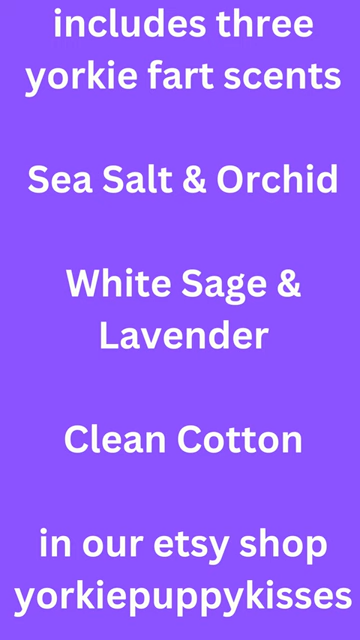 includes three
yorkie fart scents
Sea Salt & Orchid
White Sage &
Lavender
Clean Cotton
in our etsy shop
yorkiepuppykisses